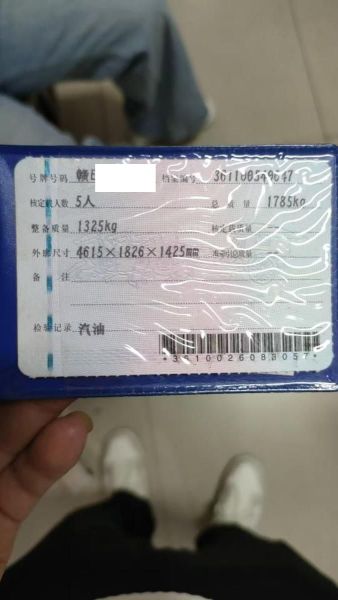 号牌号码 赣E 档案编号 361100540647
核定载人数 5人 总质量 1785kg
整备质量 1325kg 核定载质量 --
外廓尺寸 4615×1826×1425mm 准牵引总质量 --
备注
检验记录 汽油